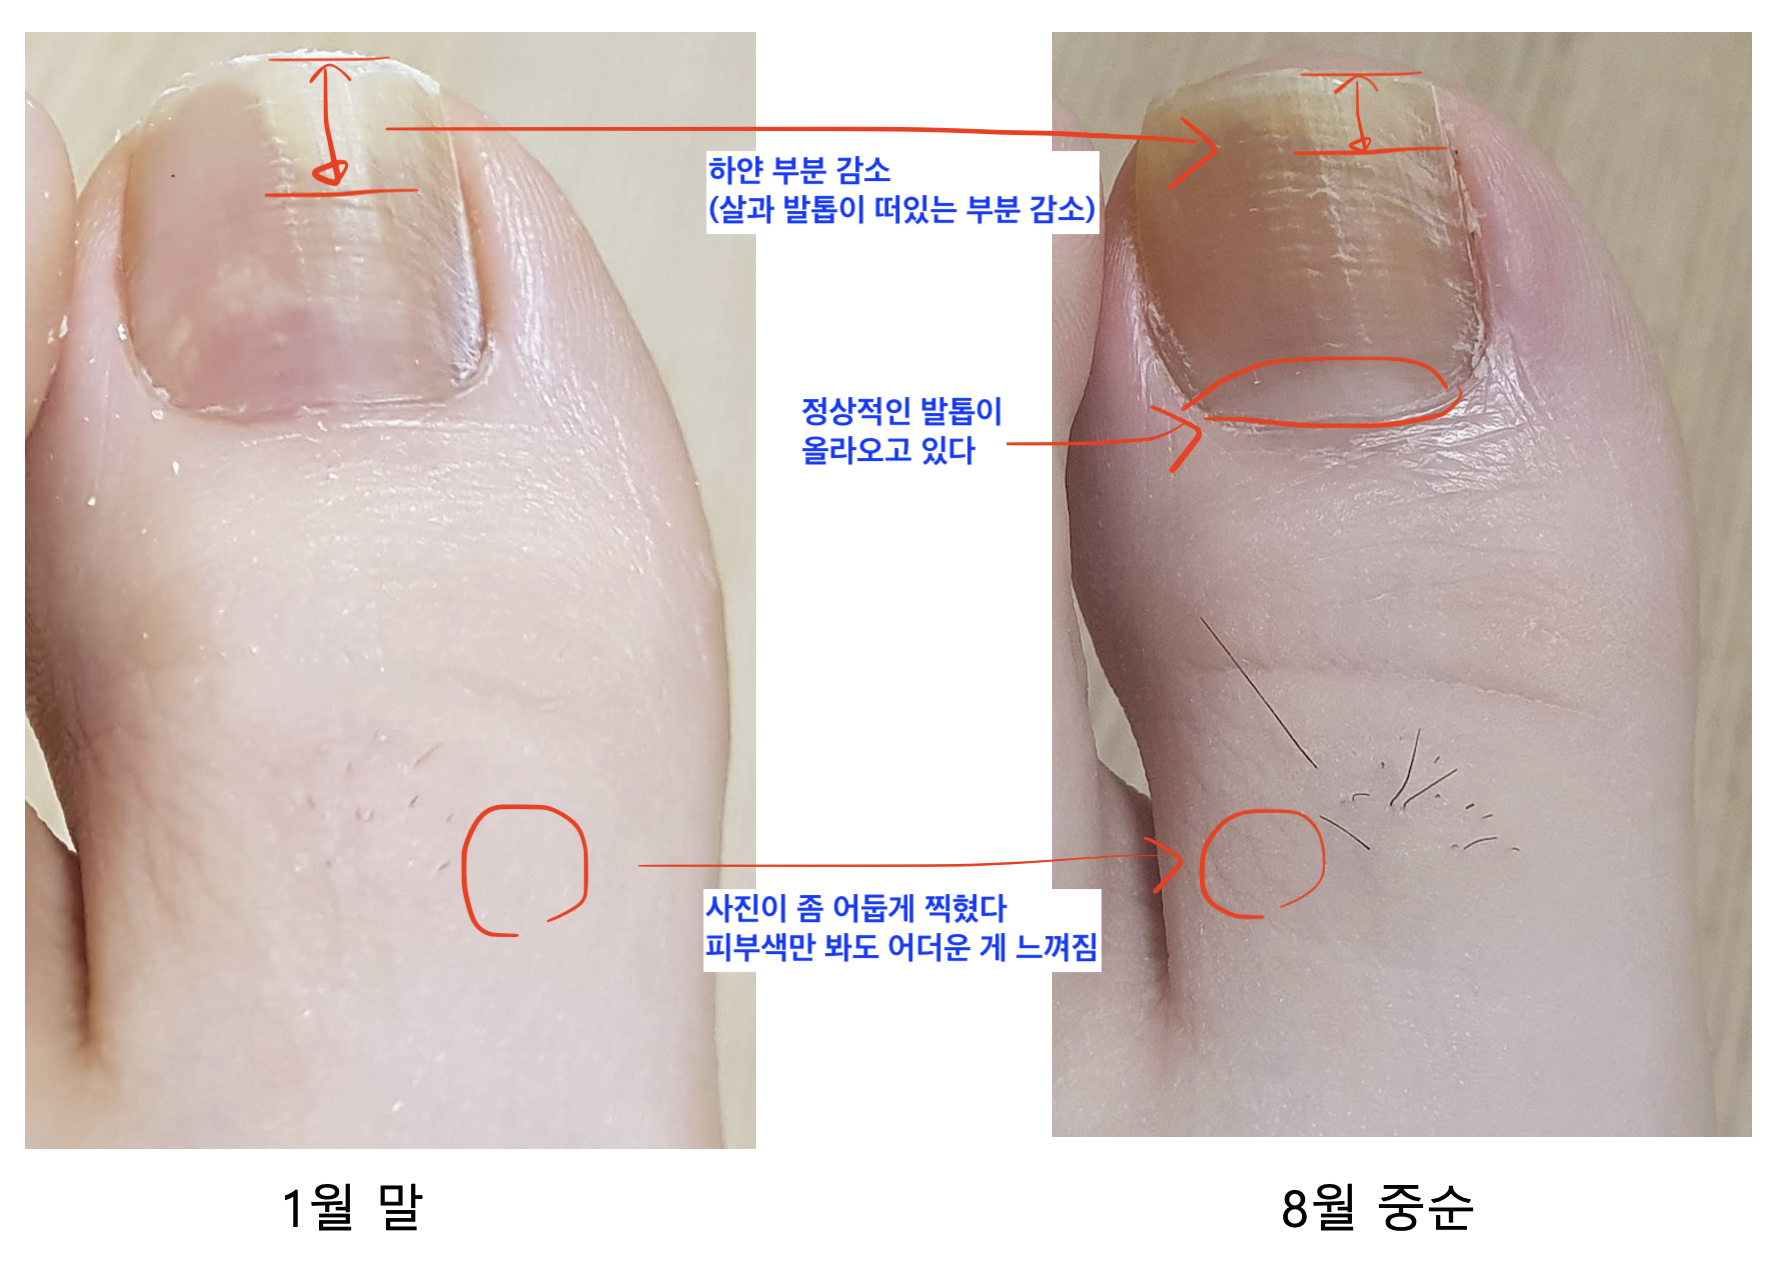 하얀 부분 감소
(살과 발톱이 떠있는 부분 감소)
정상적인 발톱이
올라오고 있다
사진이 좀 어둡게 찍혔다
피부색만 봐도 어더운 게 느껴짐
1월 말
8월 중순